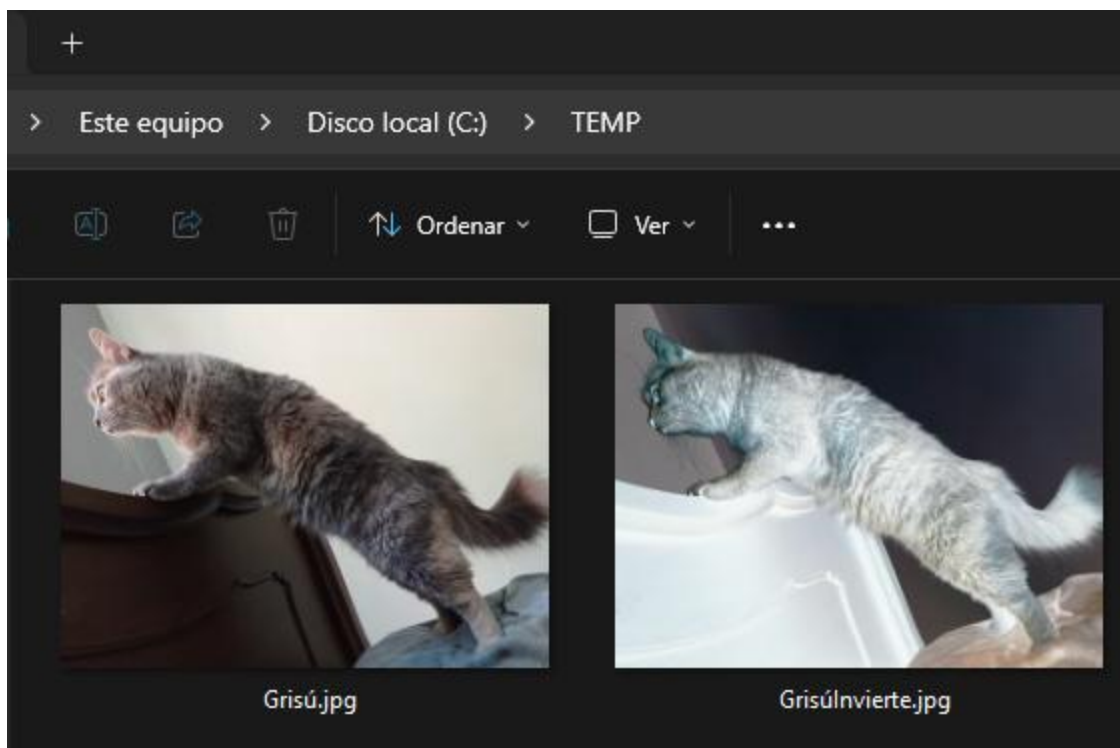 Este equipo > Disco local (C:) > TEMP
Ordenar Ver
Grisú.jpg GrisúInvierte.jpg